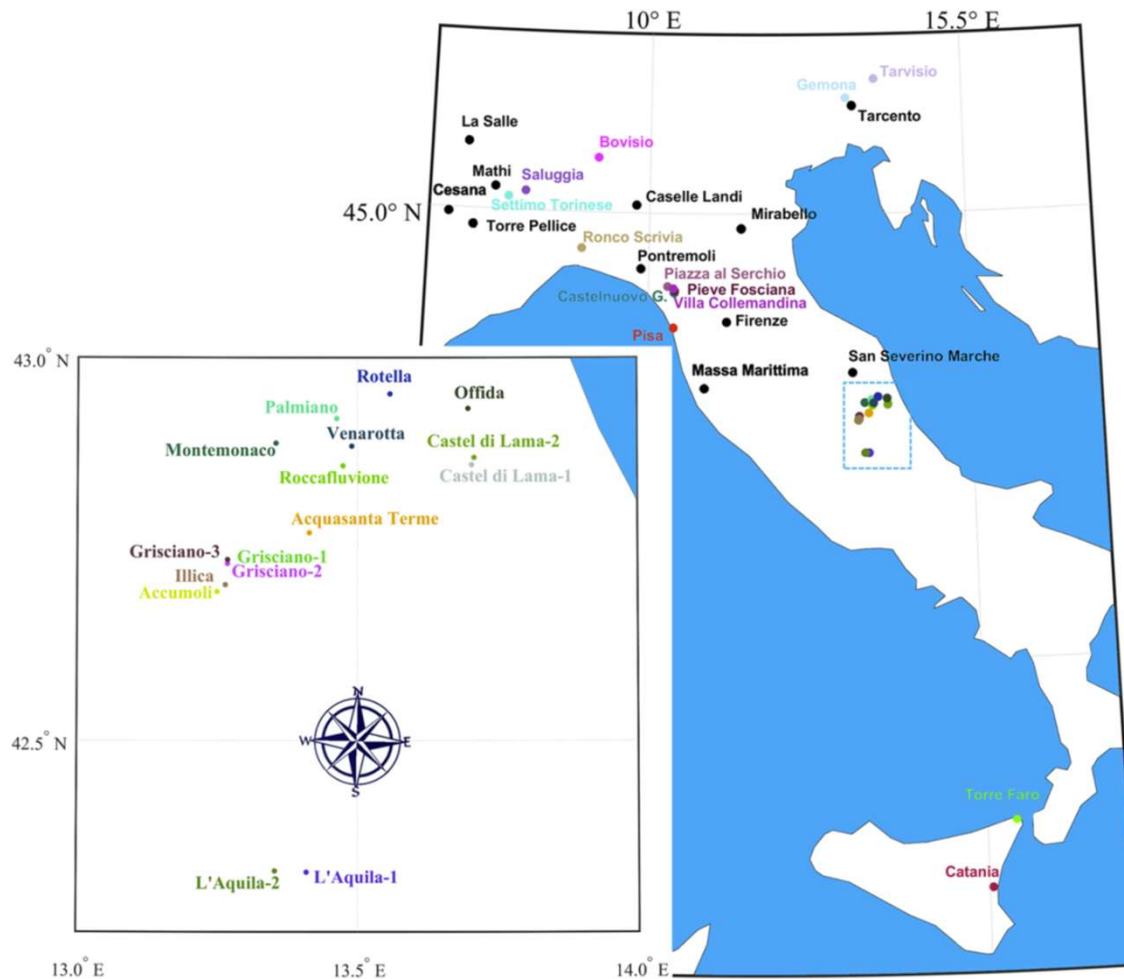 10° E
15.5° E
Tarvisio
Gemona
Tarcento
La Salle
Bovisio
Mathi
Saluggia
Cesana
Settimo Torinese
Caselle Landi
45.0° N
Mirabello
Torre Pellice
Ronco Scrivia
Pontremoli
Piazza al Serchio
Pieve Fosciana
Castelnuovo G.
Villa Collemandina
Firenze
Pisa
San Severino Marche
Massa Marittima
43.0° N
Rotella
Offida
Palmiano
Venarotta
Castel di Lama-2
Montemonaco
Roccafluvione
Castel di Lama-1
Acquasanta Terme
Grisciano-3
Grisciano-1
Grisciano-2
Illica
Accumoli
N
42.5° N
W
E
S
Torre Faro
Catania
L'Aquila-2
L'Aquila-1
13.0° E
13.5° E
14.0° E